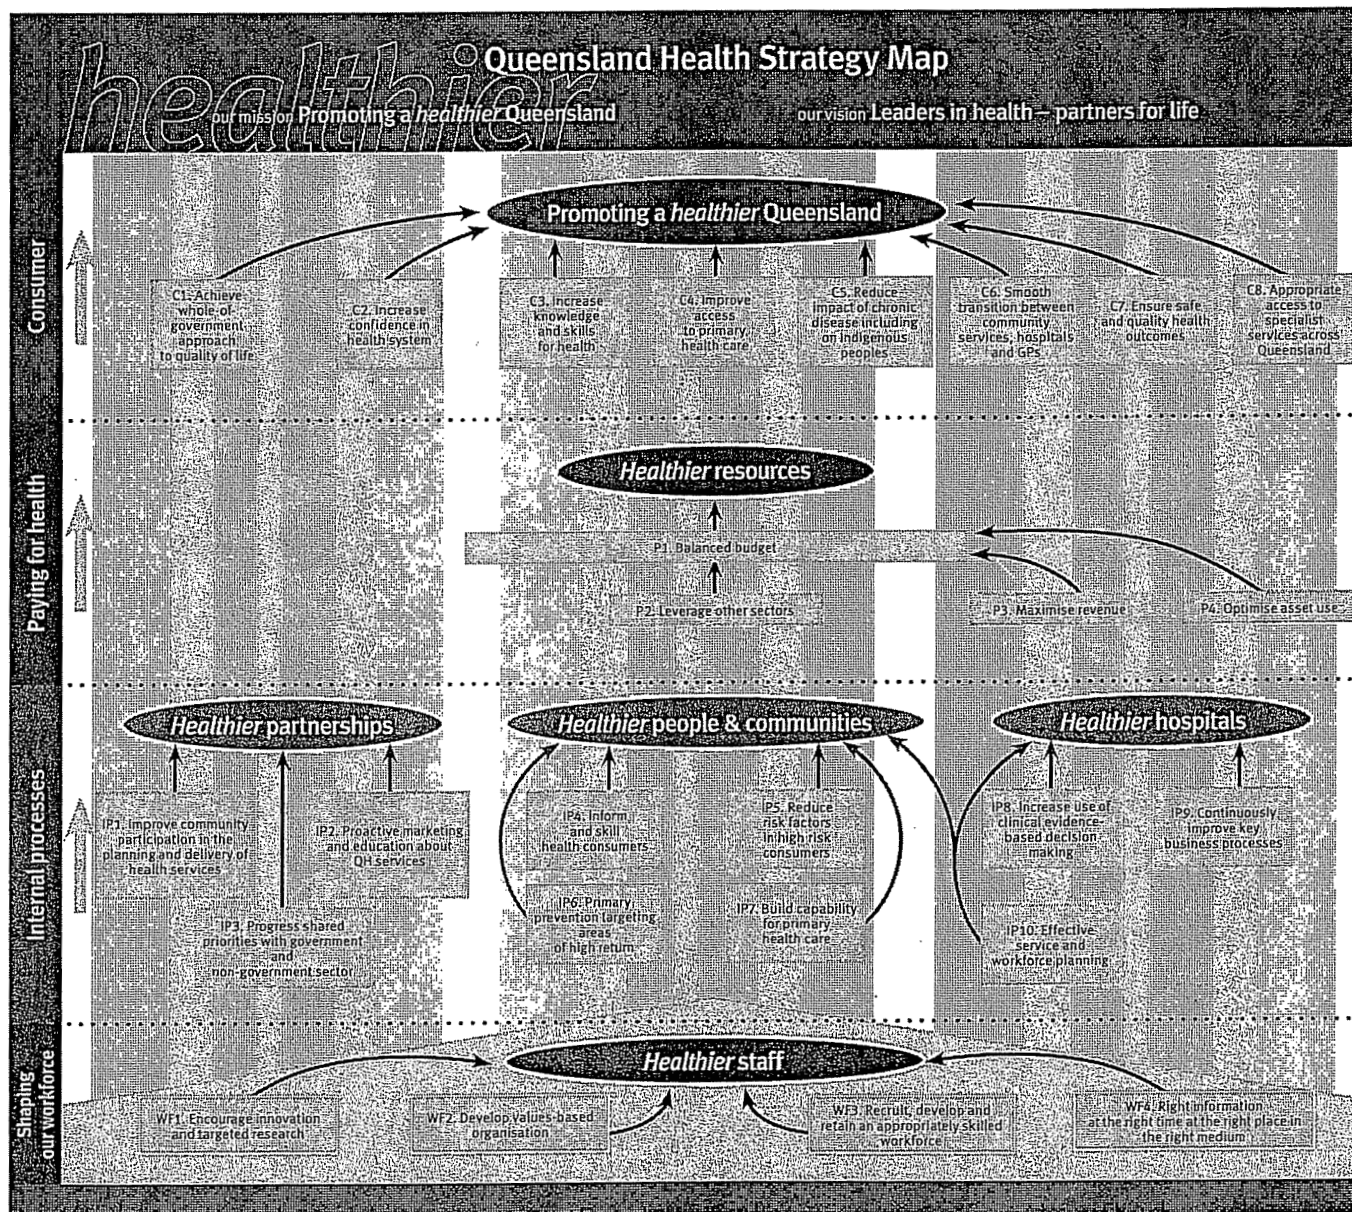 healthier
Queensland Health Strategy Map
our mission Promoting a healthier Queensland
our vision Leaders in health – partners for life
Consumer
Promoting a healthier Queensland
C1. Achieve
whole-of-
government
approach
to quality of life
C2. Increase
confidence in
health system
C3. Increase
knowledge
and skills
for health
C4. Improve
access
to primary
health care
C5. Reduce
impact of chronic
disease including
on indigenous
peoples
C6. Smooth
transition between
community
services, hospitals
and GPs
C7. Ensure safe
and quality health
outcomes
C8. Appropriate
access to
specialist
services across
Queensland
Paying for health
Healthier resources
P1. Balanced budget
P2. Leverage other sectors
P3. Maximise revenue
P4. Optimise asset use
Internal processes
Healthier partnerships
Healthier people & communities
Healthier hospitals
IP1. Improve community
participation in the
planning and delivery of
health services
IP2. Proactive marketing
and education about
QH services
IP3. Progress shared
priorities with government
and
non-government sector
IP4. Inform
and skill
health consumers
IP5. Reduce
risk factors
in high risk
consumers
IP6. Primary
prevention targeting
areas
of high return
IP7. Build capability
for primary
health care
IP8. Increase use of
clinical evidence-
based decision
making
IP9. Continuously
improve key
business processes
IP10. Effective
service and
workforce planning
Shaping
our workforce
Healthier staff
WF1. Encourage innovation
and targeted research
WF2. Develop values-based
organisation
WF3. Recruit, develop and
retain an appropriately skilled
workforce
WF4. Right information
at the right time at the right place in
the right medium